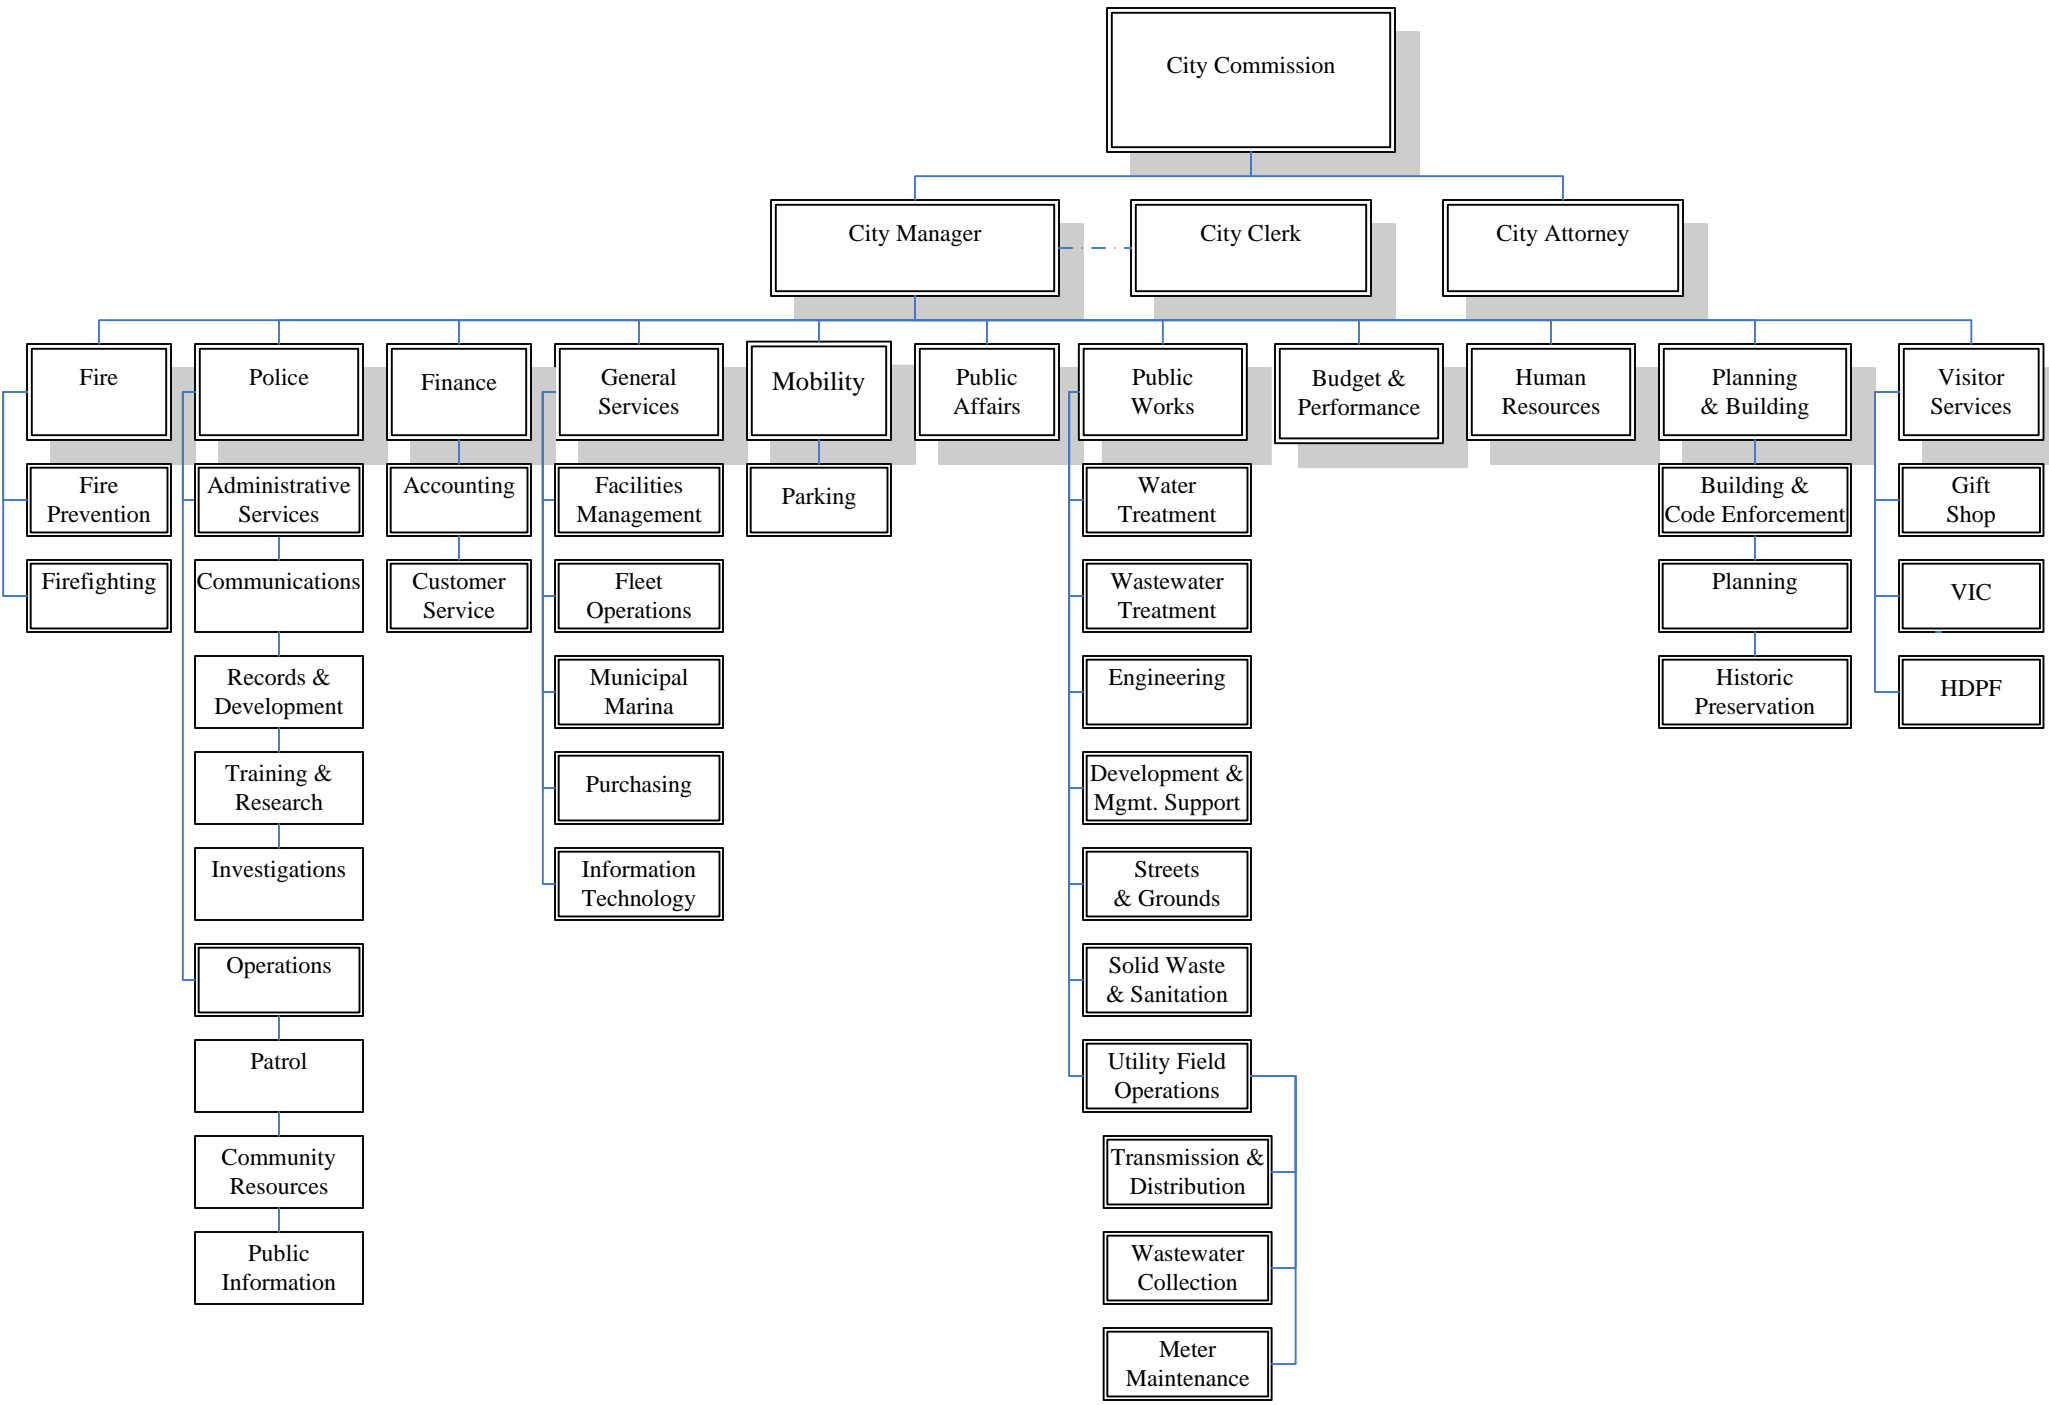 City Commission
City Manager
City Clerk
City Attorney
Fire
Police
Finance
General
Services
Mobility
Public
Affairs
Public
Works
Budget &
Performance
Human
Resources
Planning
& Building
Visitor
Services
Fire
Prevention
Firefighting
Administrative
Services
Communications
Records &
Development
Training &
Research
Investigations
Operations
Patrol
Community
Resources
Public
Information
Accounting
Customer
Service
Facilities
Management
Fleet
Operations
Municipal
Marina
Purchasing
Information
Technology
Parking
Water
Treatment
Wastewater
Treatment
Engineering
Development &
Mgmt. Support
Streets
& Grounds
Solid Waste
& Sanitation
Utility Field
Operations
Transmission &
Distribution
Wastewater
Collection
Meter
Maintenance
Building &
Code Enforcement
Planning
Historic
Preservation
Gift
Shop
VIC
HDPF